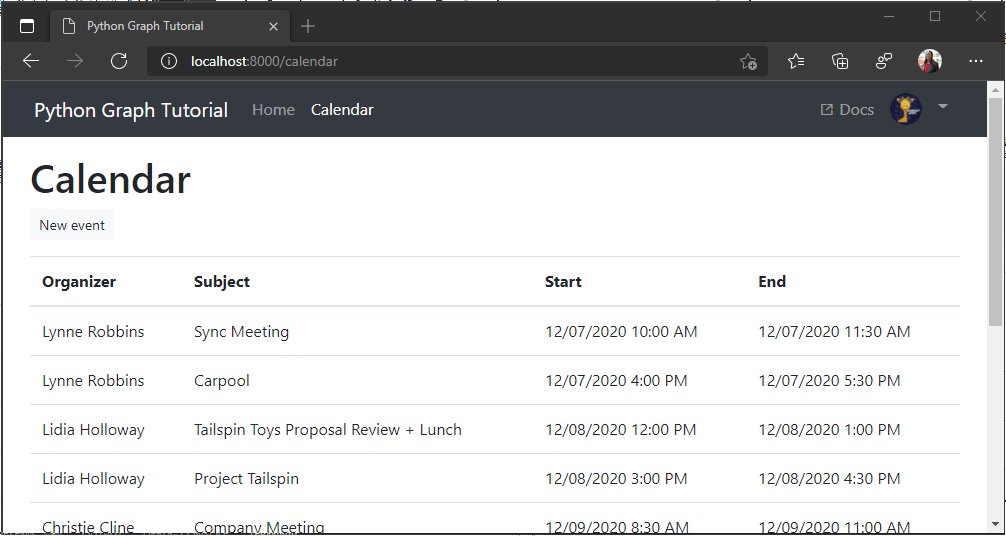 Python Graph Tutorial
localhost:8000/calendar
Python Graph Tutorial Home Calendar Docs
Calendar
New event
Organizer Subject Start End
Lynne Robbins Sync Meeting 12/07/2020 10:00 AM 12/07/2020 11:30 AM
Lynne Robbins Carpool 12/07/2020 4:00 PM 12/07/2020 5:30 PM
Lidia Holloway Tailspin Toys Proposal Review + Lunch 12/08/2020 12:00 PM 12/08/2020 1:00 PM
Lidia Holloway Project Tailspin 12/08/2020 3:00 PM 12/08/2020 4:30 PM
Christie Cline Company Meeting 12/09/2020 8:30 AM 12/09/2020 11:00 AM